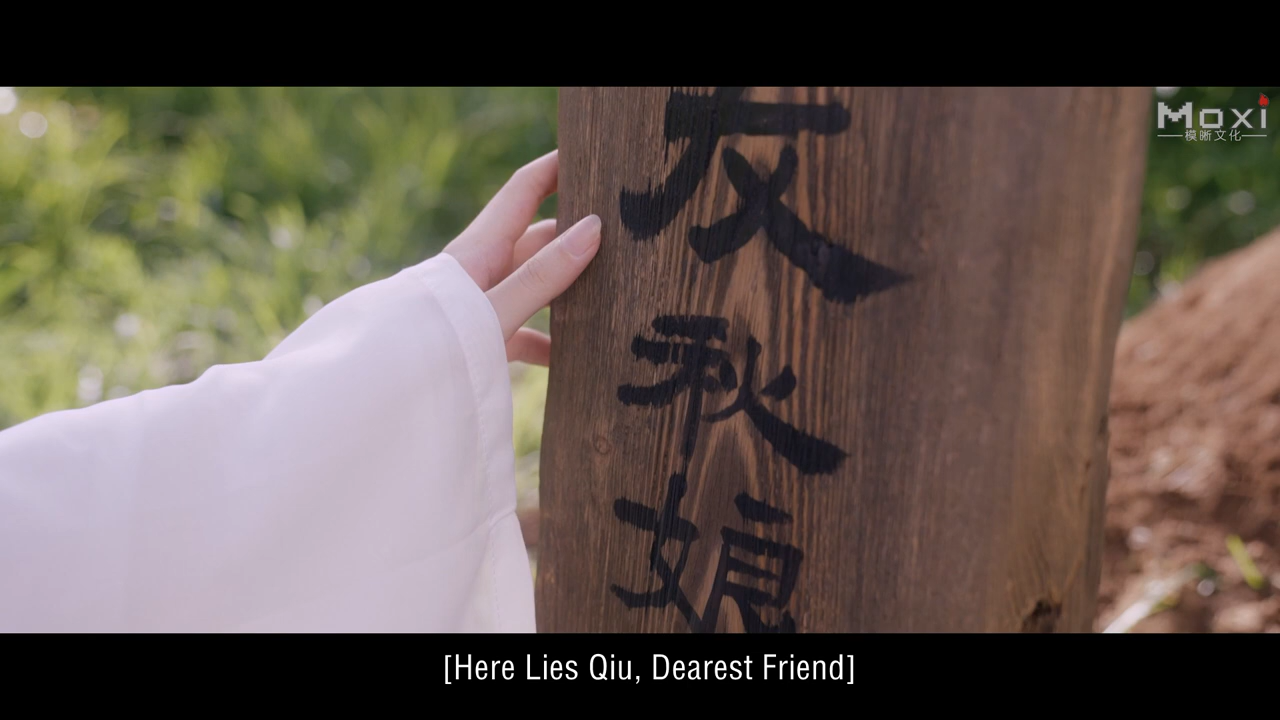 Moxi
模晰文化
友
秋
娘
[Here Lies Qiu, Dearest Friend]